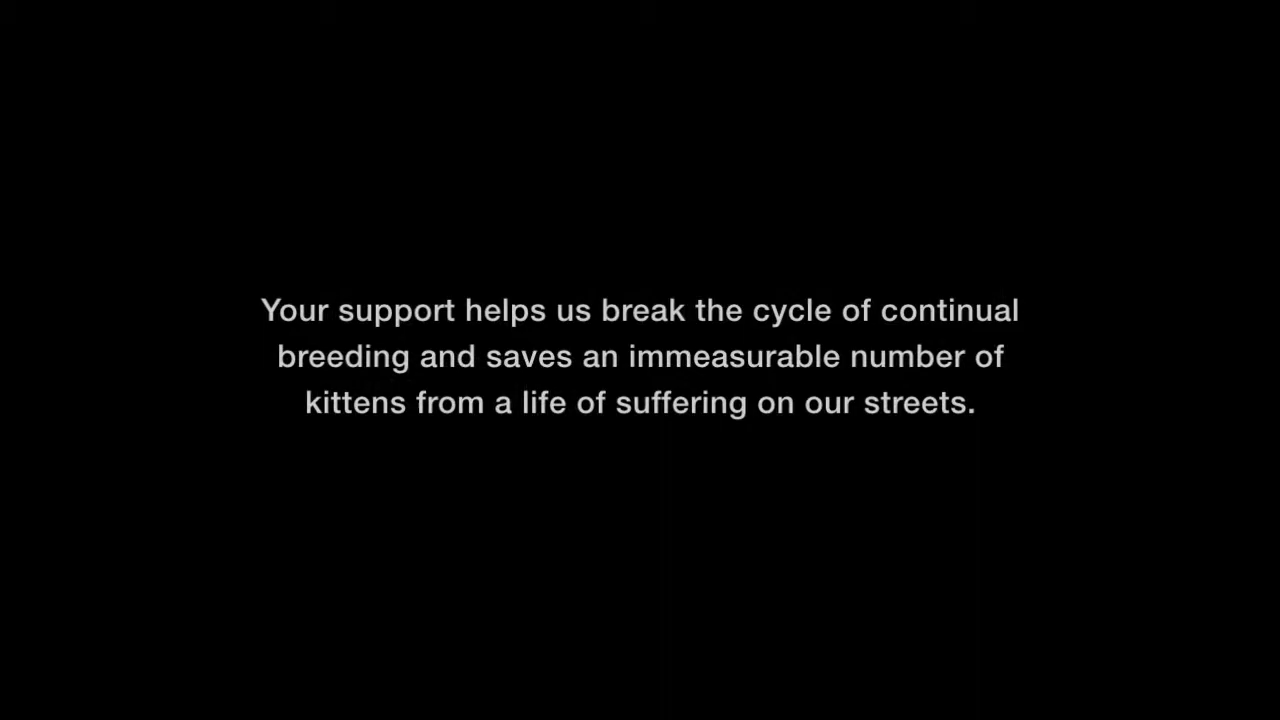 Your support helps us break the cycle of continual
breeding and saves an immeasurable number of
kittens from a life of suffering on our streets.